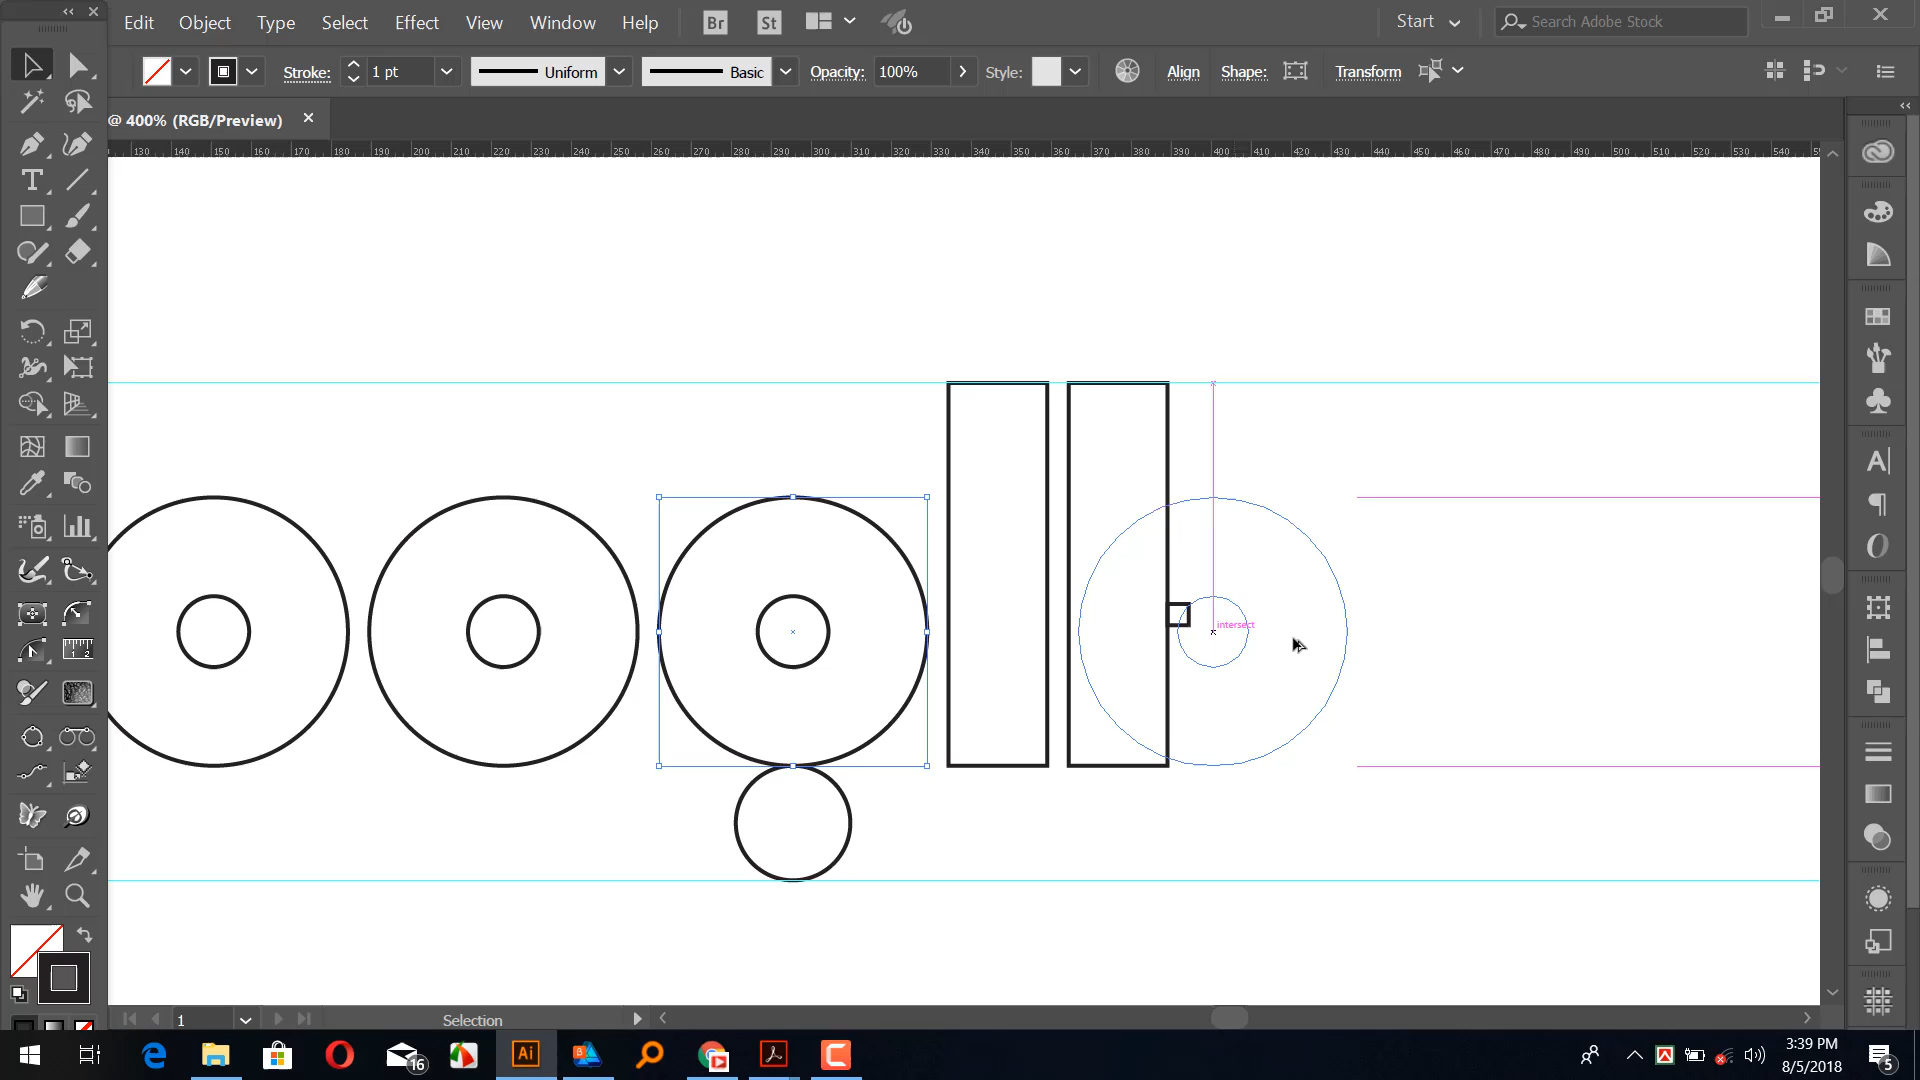 Edit Object Type Select Effect View Window Help Br St Start Search Adobe Stock
Stroke: 1 pt Uniform Basic Opacity: 100% Style: Align Shape: Transform
@ 400% (RGB/Preview)
130 140 150 160 170 180 190 200 210 220 230 240 250 260 270 280 290 300 310 320 330 340 350 360 370 380 390 400 410 420 430 440 450 460 470 480 490 500 510 520 530 540
intersect
1 Selection
16 Ai 3:39 PM
8/5/2018 5